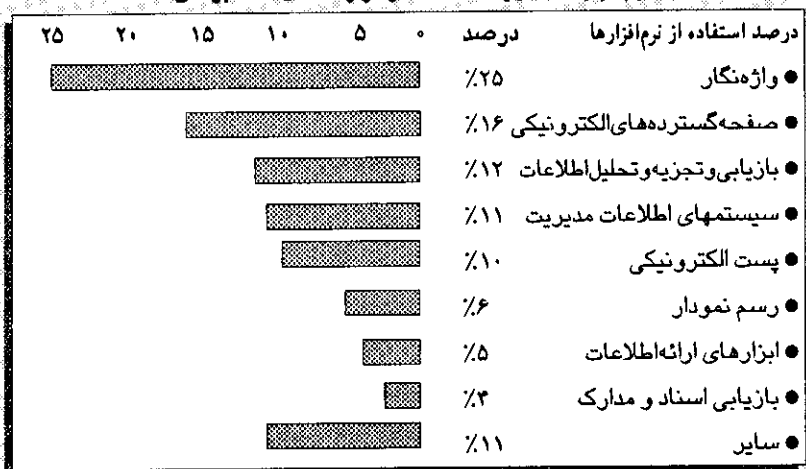 درصد استفاده از نرم‌افزارها درصد ۰ ۵ ۱۰ ۱۵ ۲۰ ۲۵
● واژه‌نگار ٪۲۵
● صفحه‌گسترده‌های الکترونیکی ٪۱۶
● بازیابی و تجزیه و تحلیل اطلاعات ٪۱۲
● سیستمهای اطلاعات مدیریت ٪۱۱
● پست الکترونیکی ٪۱۰
● رسم نمودار ٪۶
● ابزارهای ارائه اطلاعات ٪۵
● بازیابی اسناد و مدارک ٪۴
● سایر ٪۱۱